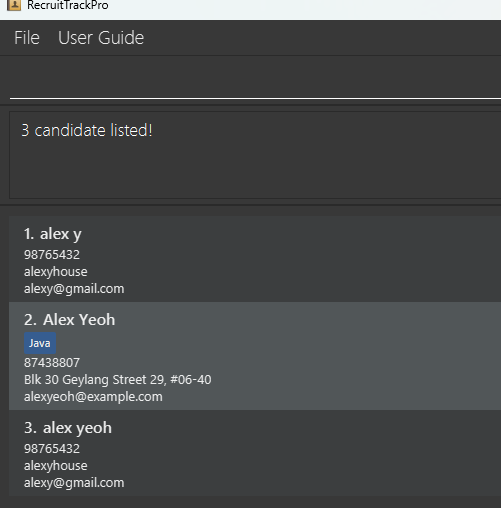 RecruitTrackPro
File User Guide
3 candidate listed!
1. alex y
98765432
alexyhouse
alexy@gmail.com
2. Alex Yeoh
Java
87438807
Blk 30 Geylang Street 29, #06-40
alexyeoh@example.com
3. alex yeoh
98765432
alexyhouse
alexy@gmail.com